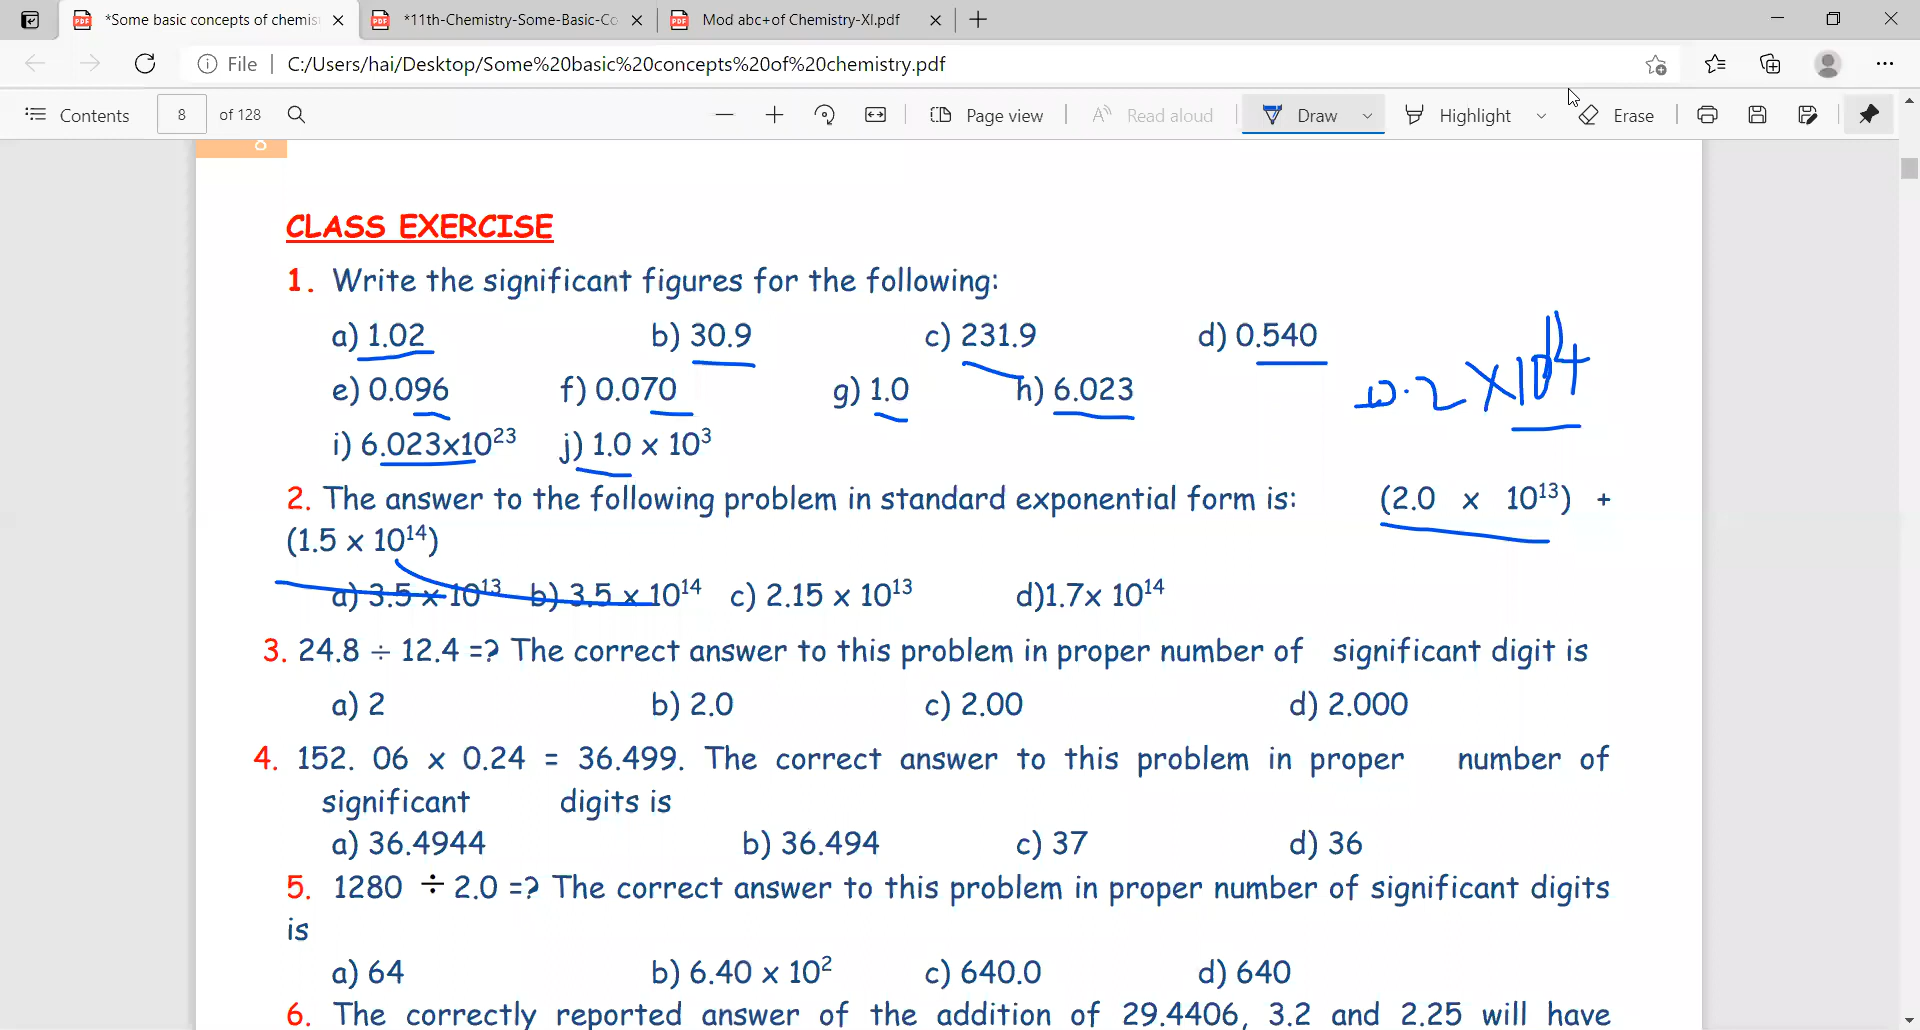 *Some basic concepts of chemis
*11th-Chemistry-Some-Basic-Co
Mod abc+of Chemistry-XI.pdf
File
C:/Users/hai/Desktop/Some%20basic%20concepts%20of%20chemistry.pdf
Contents
8
of 128
Page view
Read aloud
Draw
Highlight
Erase
8
CLASS EXERCISE
1. Write the significant figures for the following:
a) 1.02 b) 30.9 c) 231.9 d) 0.540
e) 0.096 f) 0.070 g) 1.0 h) 6.023
i) 6.023x10²³ j) 1.0 x 10³
2. The answer to the following problem in standard exponential form is: (2.0 x 10¹³) +
(1.5 x 10¹⁴)
a) 3.5 x 10¹³ b) 3.5 x 10¹⁴ c) 2.15 x 10¹³ d)1.7x 10¹⁴
3. 24.8 ÷ 12.4 =? The correct answer to this problem in proper number of significant digit is
a) 2 b) 2.0 c) 2.00 d) 2.000
4. 152. 06 x 0.24 = 36.499. The correct answer to this problem in proper number of
significant digits is
a) 36.4944 b) 36.494 c) 37 d) 36
5. 1280 ÷ 2.0 =? The correct answer to this problem in proper number of significant digits
is
a) 64 b) 6.40 x 10² c) 640.0 d) 640
6. The correctly reported answer of the addition of 29.4406, 3.2 and 2.25 will have